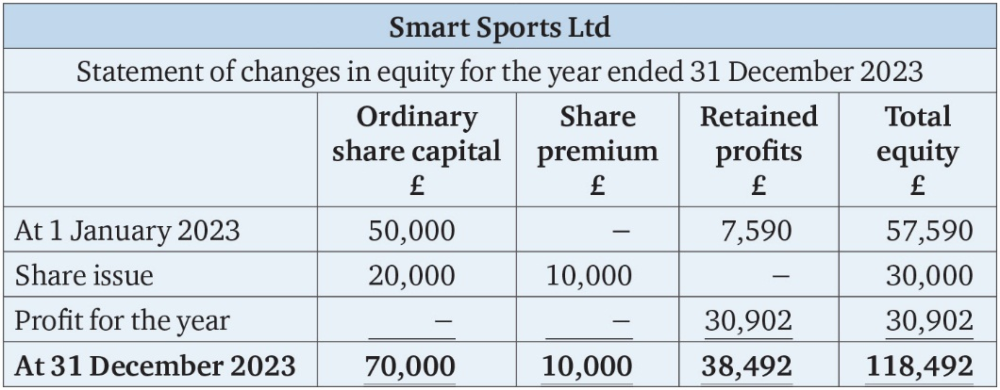 Smart Sports Ltd
Statement of changes in equity for the year ended 31 December 2023
Ordinary share capital £ Share premium £ Retained profits £ Total equity £
At 1 January 2023 50,000 – 7,590 57,590
Share issue 20,000 10,000 – 30,000
Profit for the year – – 30,902 30,902
At 31 December 2023 70,000 10,000 38,492 118,492